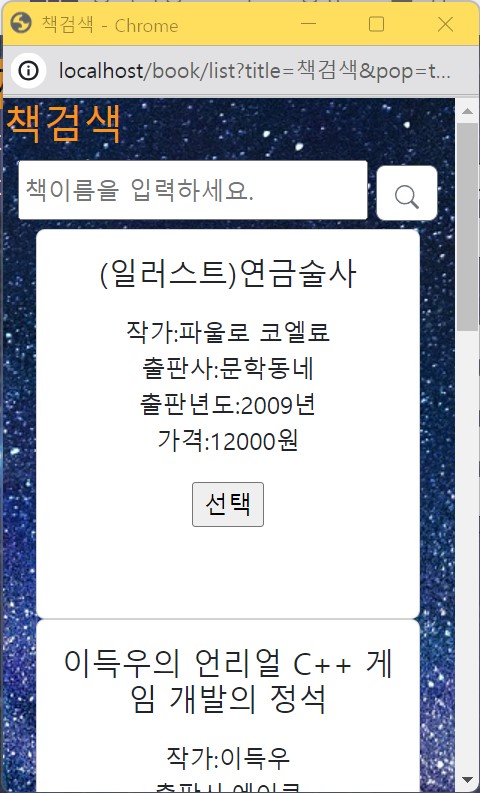 책검색 - Chrome
localhost/book/list?title=책검색&pop=t...
책검색
책이름을 입력하세요.
(일러스트)연금술사
작가:파울로 코엘료
출판사:문학동네
출판년도:2009년
가격:12000원
선택
이득우의 언리얼 C++ 게
임 개발의 정석
작가:이득우